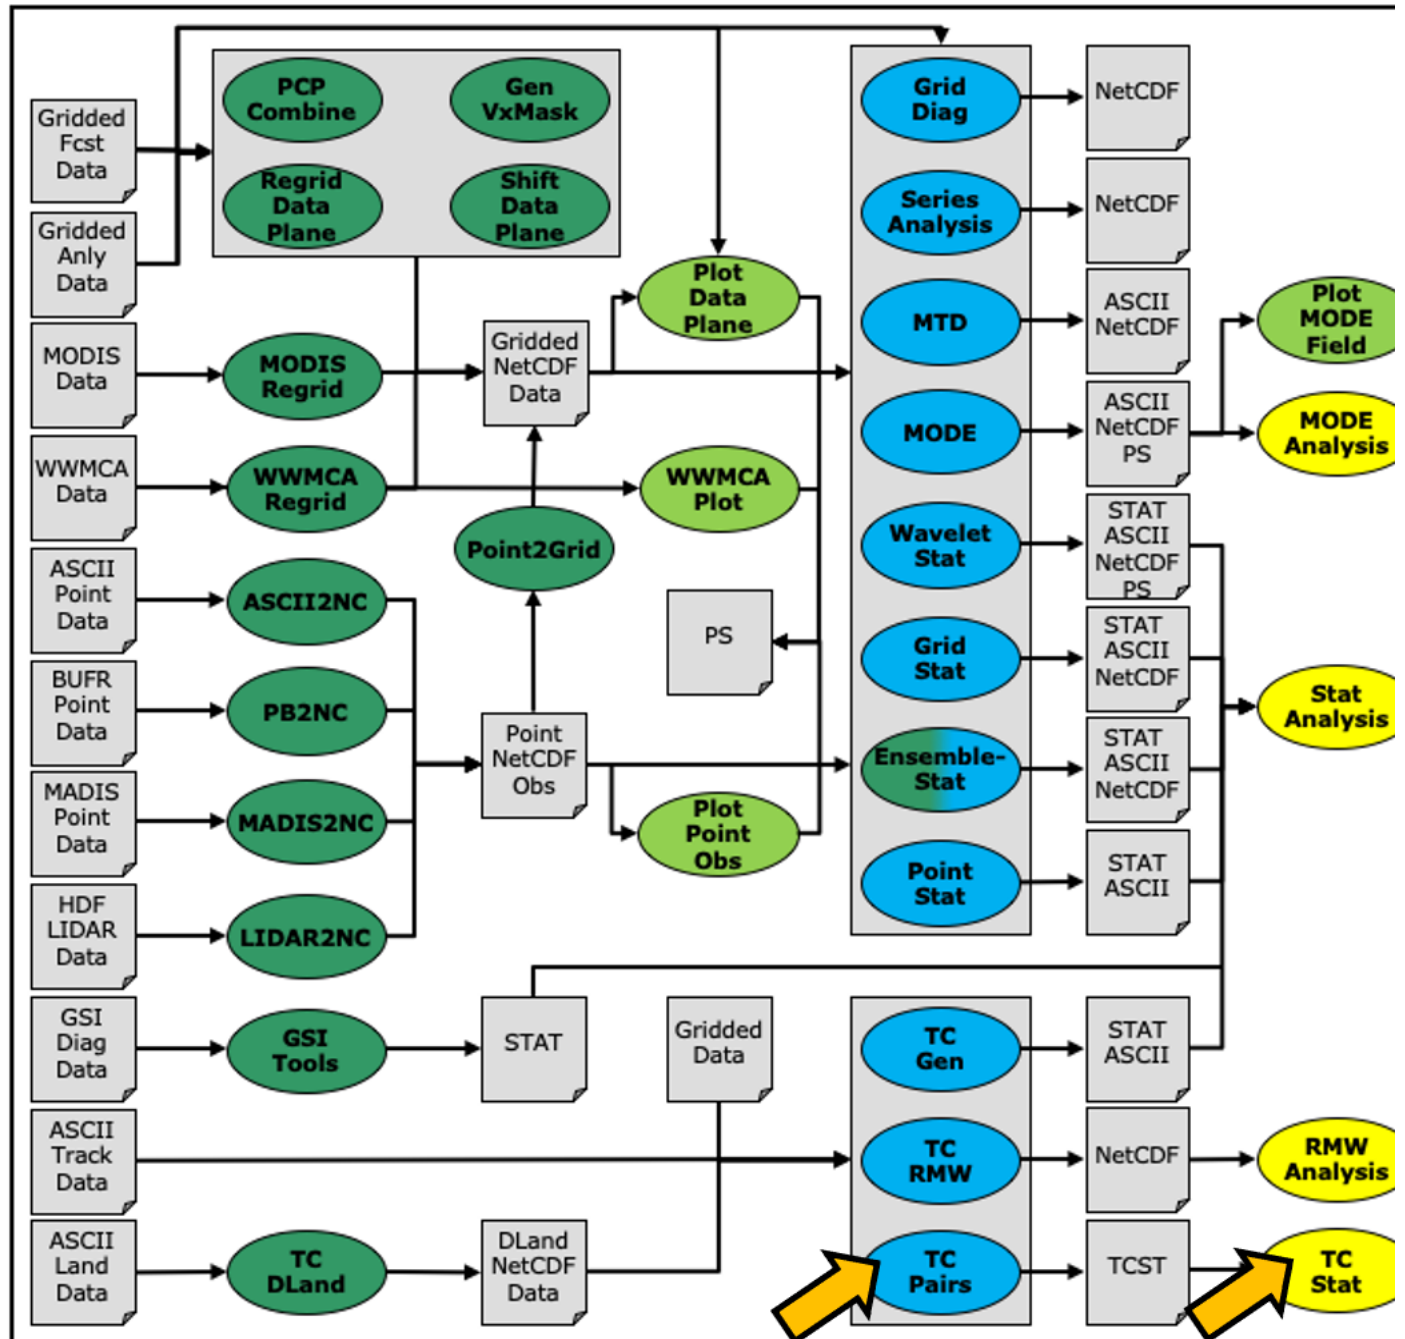 Gridded
Fcst
Data
Gridded
Anly
Data
MODIS
Data
WWMCA
Data
ASCII
Point
Data
BUFR
Point
Data
MADIS
Point
Data
HDF
LIDAR
Data
GSI
Diag
Data
ASCII
Track
Data
ASCII
Land
Data
PCP
Combine
Gen
VxMask
Regrid
Data
Plane
Shift
Data
Plane
MODIS
Regrid
WWMCA
Regrid
ASCII2NC
PB2NC
MADIS2NC
LIDAR2NC
GSI
Tools
TC
DLand
Gridded
NetCDF
Data
Point2Grid
Point
NetCDF
Obs
STAT
DLand
NetCDF
Data
Plot
Data
Plane
WWMCA
Plot
PS
Plot
Point
Obs
Gridded
Data
Grid
Diag
Series
Analysis
MTD
MODE
Wavelet
Stat
Grid
Stat
Ensemble-
Stat
Point
Stat
TC
Gen
TC
RMW
TC
Pairs
NetCDF
NetCDF
ASCII
NetCDF
ASCII
NetCDF
PS
STAT
ASCII
NetCDF
PS
STAT
ASCII
NetCDF
STAT
ASCII
NetCDF
STAT
ASCII
STAT
ASCII
NetCDF
TCST
Plot
MODE
Field
MODE
Analysis
Stat
Analysis
RMW
Analysis
TC
Stat